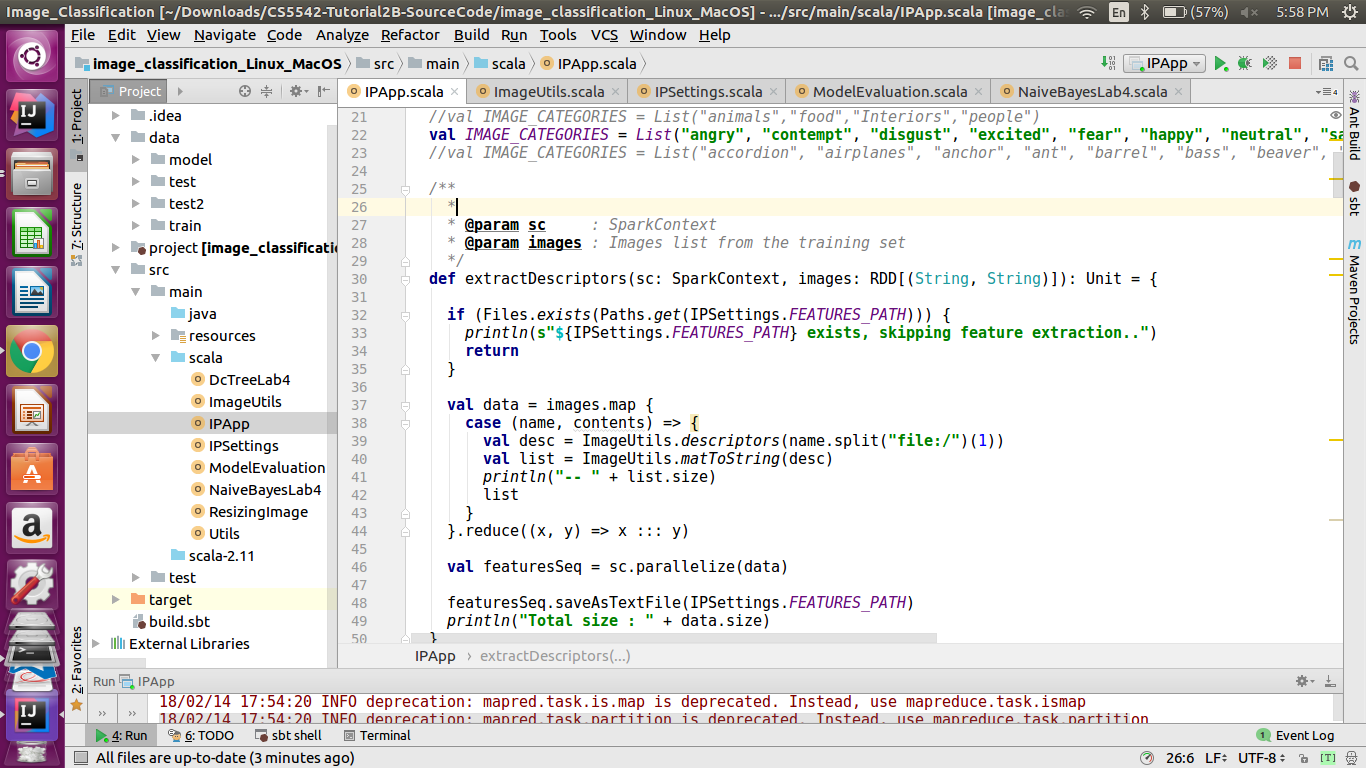 Image_Classification [~/Downloads/CS5542-Tutorial2B-SourceCode/image_classification_Linux_MacOS] - .../src/main/scala/IPApp.scala [image_cla
En
(57%)
5:58 PM
File Edit View Navigate Code Analyze Refactor Build Run Tools VCS Window Help
image_classification_Linux_MacOS src main scala IPApp.scala
IPApp
Project
IPApp.scala ImageUtils.scala IPSettings.scala ModelEvaluation.scala NaiveBayesLab4.scala
4
1: Project
7: Structure
2: Favorites
.idea
data
model
test
test2
train
project [image_classificatio
src
main
java
resources
scala
DcTreeLab4
ImageUtils
IPApp
IPSettings
ModelEvaluation
NaiveBayesLab4
ResizingImage
Utils
scala-2.11
test
target
build.sbt
External Libraries
21 //val IMAGE_CATEGORIES = List("animals","food","Interiors","people")
22 val IMAGE_CATEGORIES = List("angry", "contempt", "disgust", "excited", "fear", "happy", "neutral", "sa
23 //val IMAGE_CATEGORIES = List("accordion", "airplanes", "anchor", "ant", "barrel", "bass", "beaver",
24
25 /**
26 *
27 * @param sc : SparkContext
28 * @param images : Images list from the training set
29 */
30 def extractDescriptors(sc: SparkContext, images: RDD[(String, String)]): Unit = {
31
32 if (Files.exists(Paths.get(IPSettings.FEATURES_PATH))) {
33 println(s"${IPSettings.FEATURES_PATH} exists, skipping feature extraction..")
34 return
35 }
36
37 val data = images.map {
38 case (name, contents) => {
39 val desc = ImageUtils.descriptors(name.split("file:/")(1))
40 val list = ImageUtils.matToString(desc)
41 println("-- " + list.size)
42 list
43 }
44 }.reduce((x, y) => x ::: y)
45
46 val featuresSeq = sc.parallelize(data)
47
48 featuresSeq.saveAsTextFile(IPSettings.FEATURES_PATH)
49 println("Total size : " + data.size)
50 }
IPApp extractDescriptors(...)
Ant Build
sbt
m
Maven Projects
Run IPApp
18/02/14 17:54:20 INFO deprecation: mapred.task.is.map is deprecated. Instead, use mapreduce.task.ismap
18/02/14 17:54:20 INFO deprecation: mapred.task.partition is deprecated. Instead, use mapreduce.task.partition
4: Run 6: TODO sbt shell Terminal
1 Event Log
All files are up-to-date (3 minutes ago)
26:6 LF UTF-8 [T]